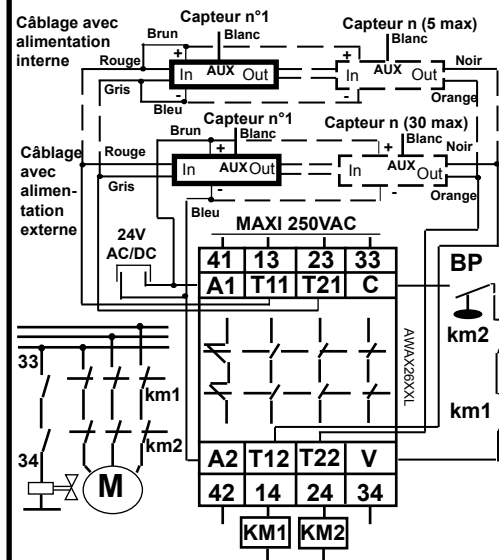 Câblage avec
alimentation
interne
Capteur n°1
Capteur n (5 max)
Brun
Blanc
Blanc
Rouge
+
+
Noir
In AUX Out
In AUX Out
Gris
-
-
Orange
Bleu
Câblage
avec
alimen-
tation
externe
Capteur n°1
Capteur n (30 max)
Brun
Blanc
Blanc
Rouge
+
+
Noir
In AUX Out
In AUX Out
Gris
-
-
Orange
Bleu
24V
AC/DC
MAXI 250VAC
41 13 23 33
A1 T11 T21 C
BP
km2
AWAX26XXL
km1
33
km1
34
km2
M
A2 T12 T22 V
42 14 24 34
KM1 KM2